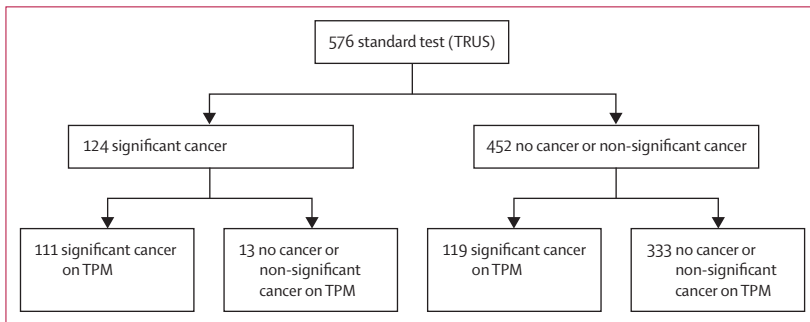 576 standard test (TRUS)
124 significant cancer
452 no cancer or non-significant cancer
111 significant cancer
on TPM
13 no cancer or
non-significant
cancer on TPM
119 significant cancer
on TPM
333 no cancer or
non-significant
cancer on TPM